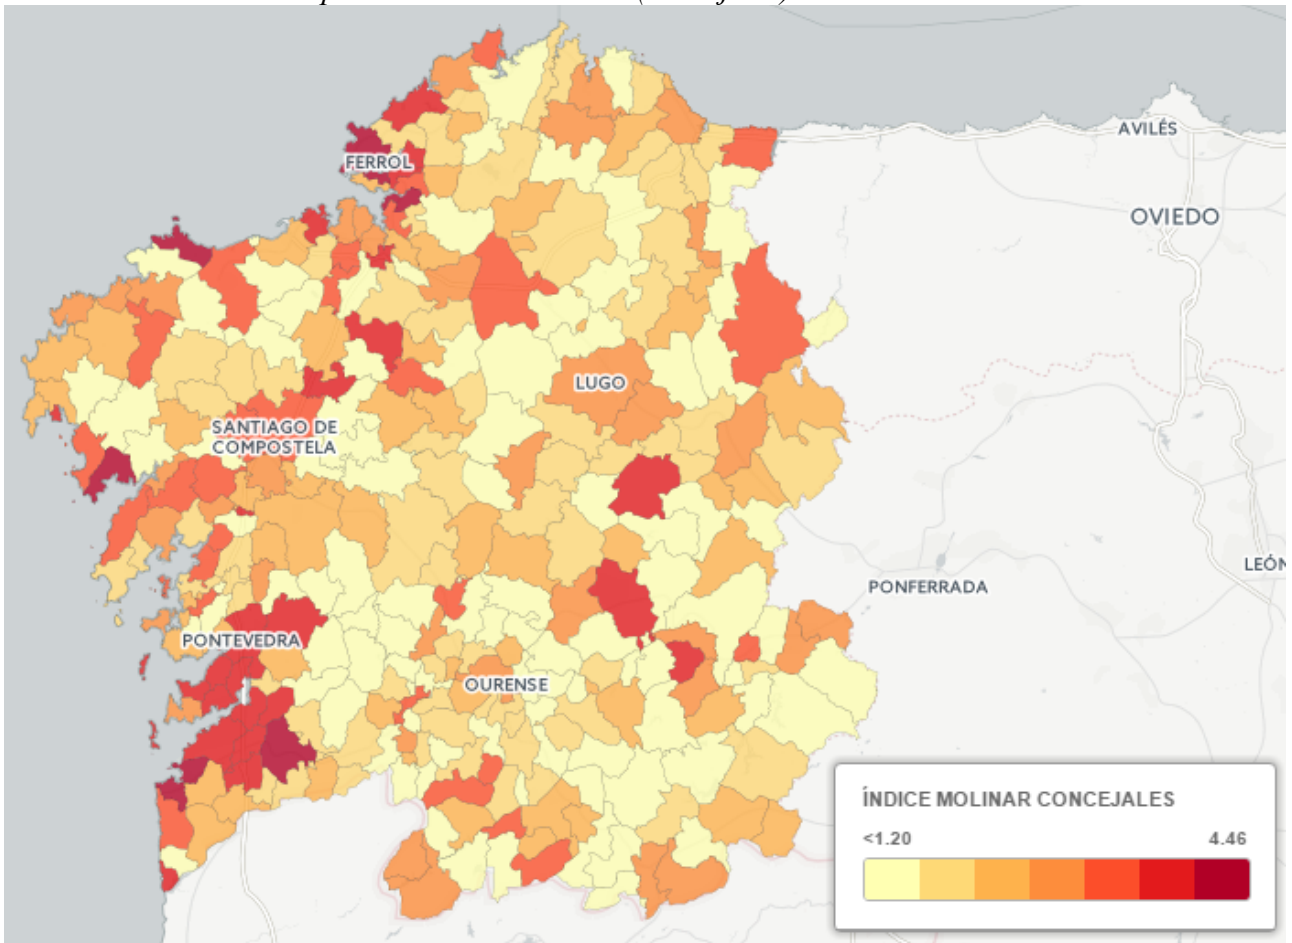 AVILÉS
FERROL
OVIEDO
LUGO
SANTIAGO DE
COMPOSTELA
LEÓN
PONFERRADA
PONTEVEDRA
OURENSE
ÍNDICE MOLINAR CONCEJALES
<1.20 4.46